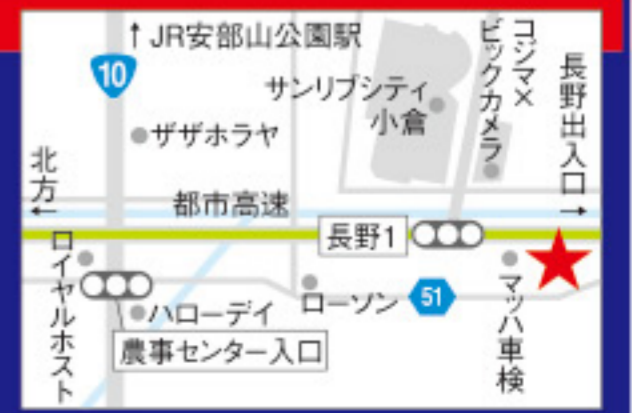 ↑JR安部山公園駅
10
サンリブシティ
小倉
コジマ×
ビックカメラ
長野出入口→
ザザホラヤ
北方←
都市高速
長野1
ロイヤルホスト
ハローデイ
ローソン
51
マッハ車検
農事センター入口